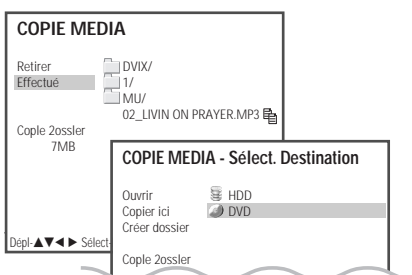 COPIE MEDIA
Retirer
Effectué
DVIX/
1/
MU/
02_LIVIN ON PRAYER.MP3
Cople 2ossler
7MB
Dépl-▲▼◄► Sélect-
COPIE MEDIA - Sélect. Destination
Ouvrir
Copier ici
Créer dossier
HDD
DVD
Cople 2ossler